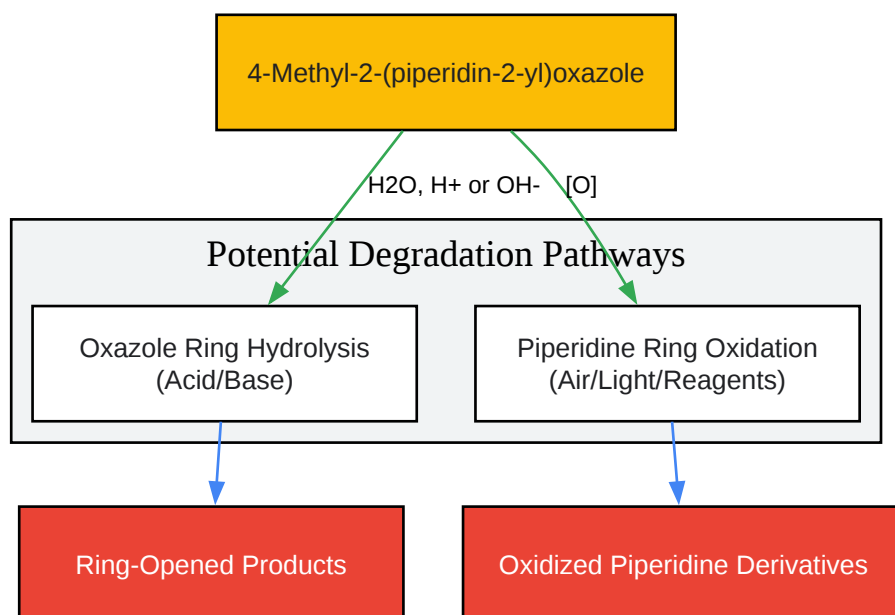 4-Methyl-2-(piperidin-2-yl)oxazole
H2O, H+ or OH-
[O]
Potential Degradation Pathways
Oxazole Ring Hydrolysis
(Acid/Base)
Piperidine Ring Oxidation
(Air/Light/Reagents)
Ring-Opened Products
Oxidized Piperidine Derivatives